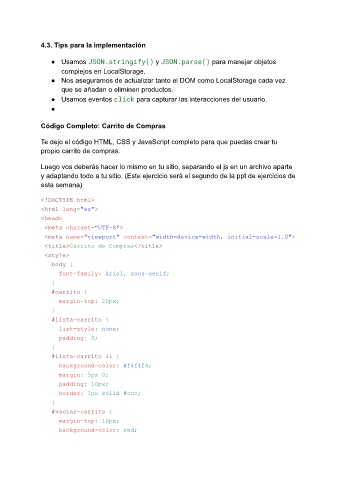 4.3. Tips para la implementación
● Usamos JSON.stringify() y JSON.parse() para manejar objetos
complejos en LocalStorage.
● Nos aseguramos de actualizar tanto el DOM como LocalStorage cada vez
que se añadan o eliminen productos.
● Usamos eventos click para capturar las interacciones del usuario.
●
Código Completo: Carrito de Compras
Te dejo el código HTML, CSS y JavaScript completo para que puedas crear tu
propio carrito de compras.
Luego vos deberás hacer lo mismo en tu sitio, separando el js en un archivo aparte
y adaptando todo a tu sitio. (Este ejercicio será el segundo de la ppt de ejercicios de
esta semana)
<!DOCTYPE html>
<html lang="es">
<head>
<meta charset="UTF-8">
<meta name="viewport" content="width=device-width, initial-scale=1.0">
<title>Carrito de Compras</title>
<style>
body {
font-family: Arial, sans-serif;
}
#carrito {
margin-top: 20px;
}
#lista-carrito {
list-style: none;
padding: 0;
}
#lista-carrito li {
background-color: #f4f4f4;
margin: 5px 0;
padding: 10px;
border: 1px solid #ccc;
}
#vaciar-carrito {
margin-top: 10px;
background-color: red;